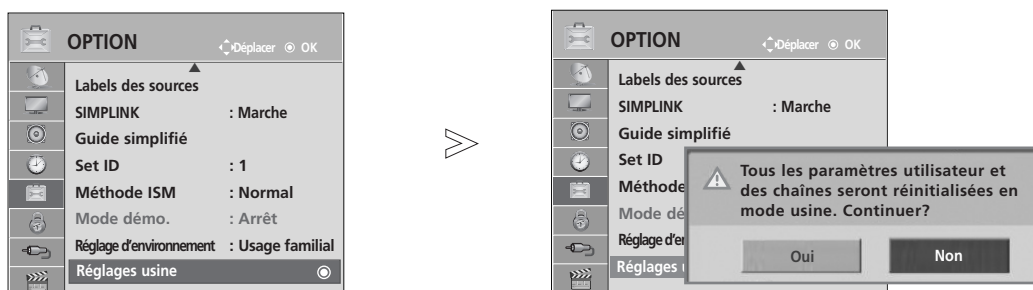 OPTION
Déplacer OK
Labels des sources
SIMPLINK : Marche
Guide simplifié
Set ID : 1
Méthode ISM : Normal
Mode démo. : Arrêt
Réglage d'environnement : Usage familial
Réglages usine
OPTION
Déplacer OK
Labels des sources
SIMPLINK : Marche
Guide simplifié
Set ID
Méthode
Mode dé
Réglage d'er
Réglages u
Tous les paramètres utilisateur et
des chaînes seront réinitialisées en
mode usine. Continuer?
Oui Non